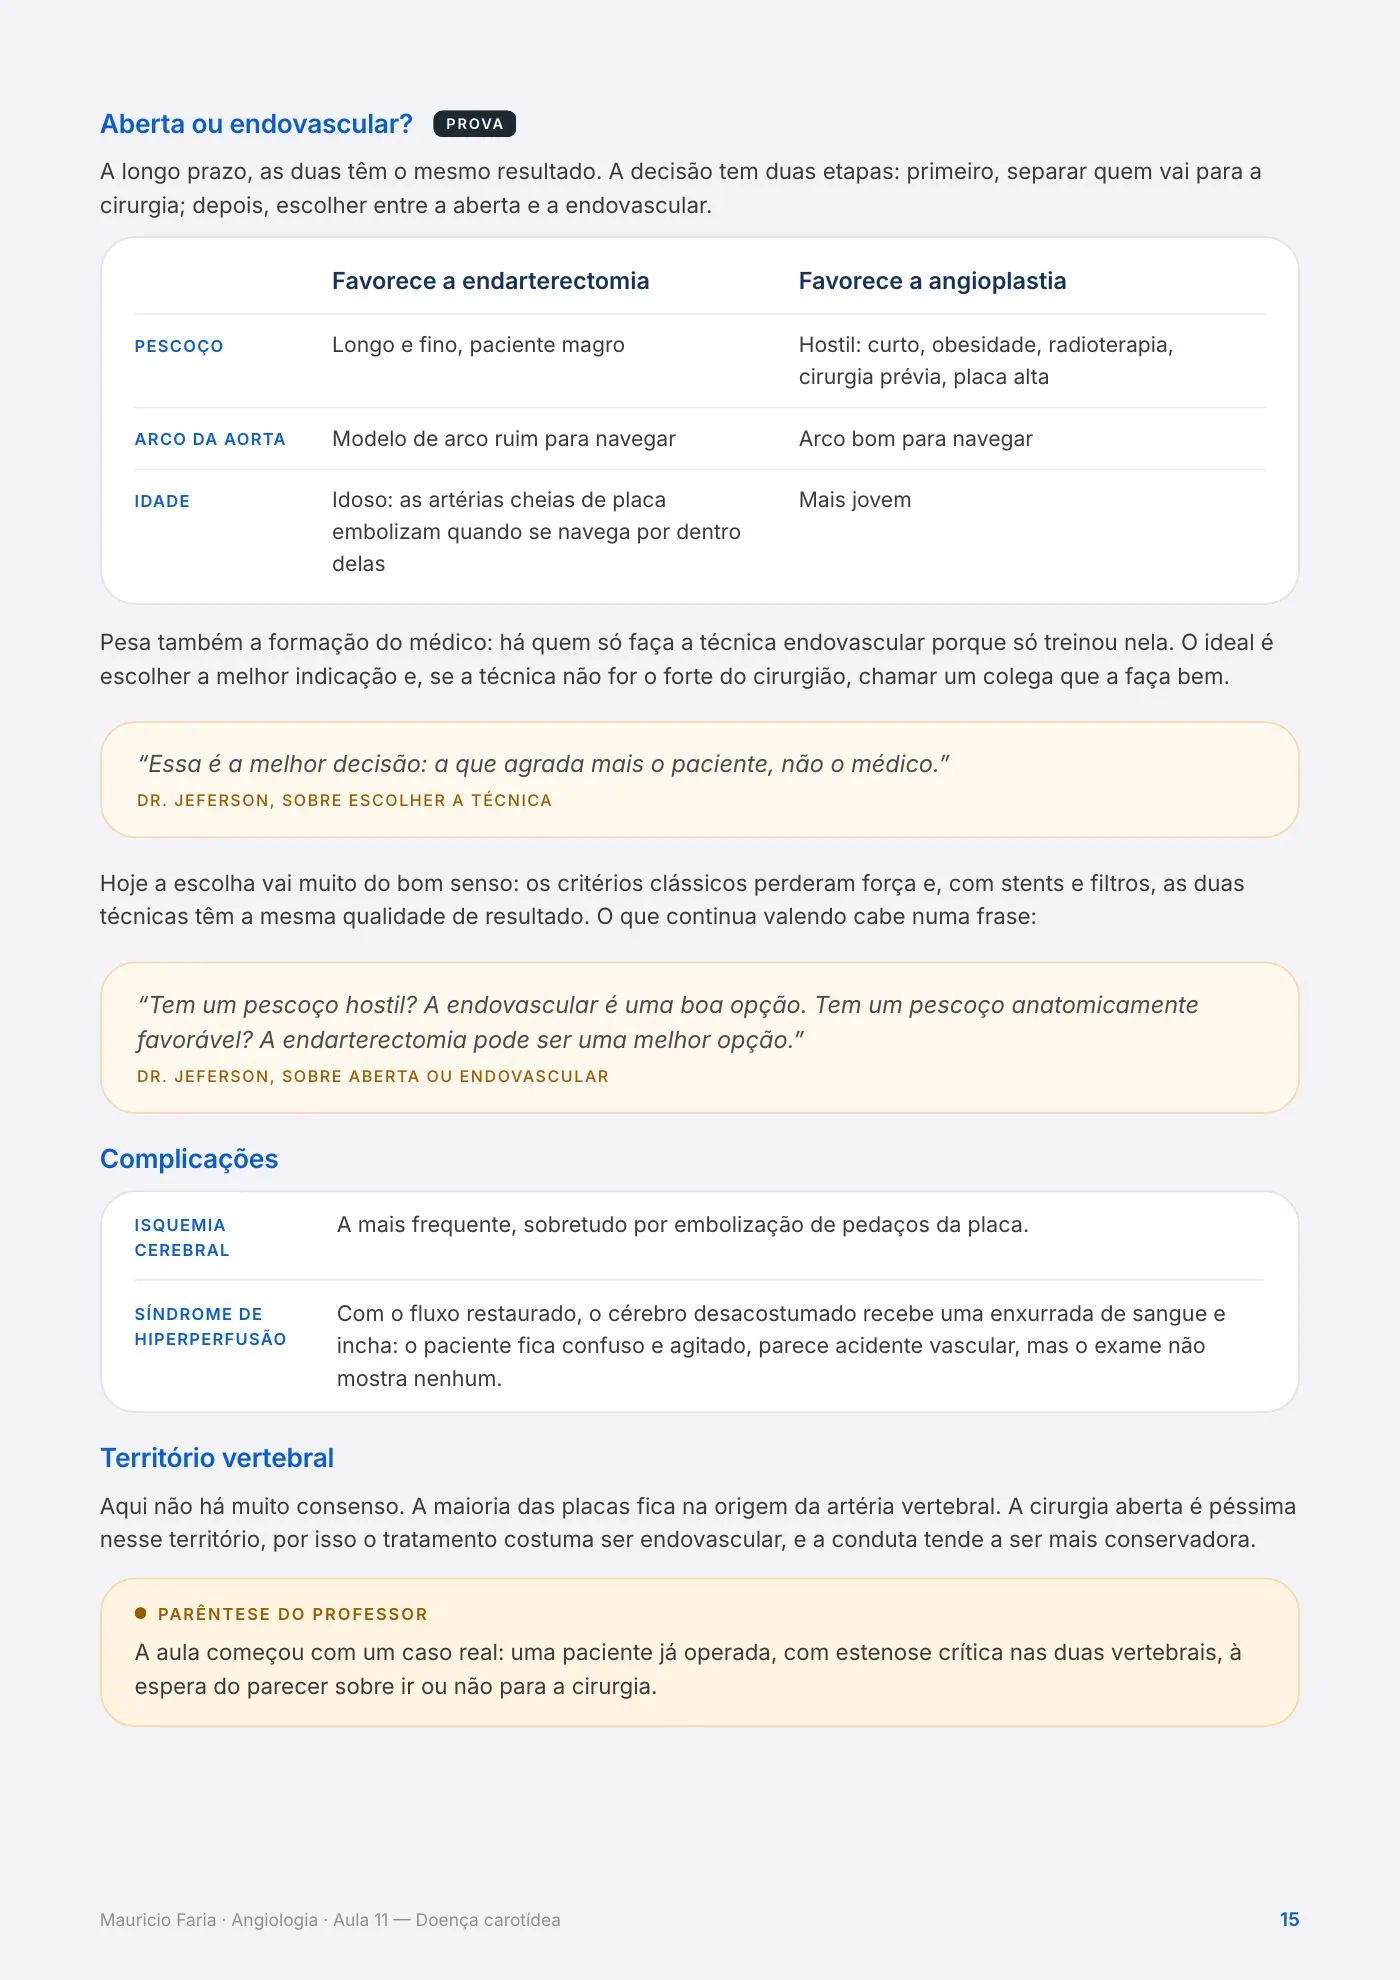 Aberta ou endovascular? PROVA
A longo prazo, as duas têm o mesmo resultado. A decisão tem duas etapas: primeiro, separar quem vai para a
cirurgia; depois, escolher entre a aberta e a endovascular.
Favorece a endarterectomia Favorece a angioplastia
PESCOÇO Longo e fino, paciente magro Hostil: curto, obesidade, radioterapia,
cirurgia prévia, placa alta
ARCO DA AORTA Modelo de arco ruim para navegar Arco bom para navegar
IDADE Idoso: as artérias cheias de placa Mais jovem
embolizam quando se navega por dentro
delas
Pesa também a formação do médico: há quem só faça a técnica endovascular porque só treinou nela. O ideal é
escolher a melhor indicação e, se a técnica não for o forte do cirurgião, chamar um colega que a faça bem.
“Essa é a melhor decisão: a que agrada mais o paciente, não o médico.”
DR. JEFERSON, SOBRE ESCOLHER A TÉCNICA
Hoje a escolha vai muito do bom senso: os critérios clássicos perderam força e, com stents e filtros, as duas
técnicas têm a mesma qualidade de resultado. O que continua valendo cabe numa frase:
“Tem um pescoço hostil? A endovascular é uma boa opção. Tem um pescoço anatomicamente
favorável? A endarterectomia pode ser uma melhor opção.”
DR. JEFERSON, SOBRE ABERTA OU ENDOVASCULAR
Complicações
ISQUEMIA A mais frequente, sobretudo por embolização de pedaços da placa.
CEREBRAL
SÍNDROME DE Com o fluxo restaurado, o cérebro desacostumado recebe uma enxurrada de sangue e
HIPERPERFUSÃO incha: o paciente fica confuso e agitado, parece acidente vascular, mas o exame não
mostra nenhum.
Território vertebral
Aqui não há muito consenso. A maioria das placas fica na origem da artéria vertebral. A cirurgia aberta é péssima
nesse território, por isso o tratamento costuma ser endovascular, e a conduta tende a ser mais conservadora.
PARÊNTESE DO PROFESSOR
A aula começou com um caso real: uma paciente já operada, com estenose crítica nas duas vertebrais, à
espera do parecer sobre ir ou não para a cirurgia.
Mauricio Faria · Angiologia · Aula 11 — Doença carotídea 15